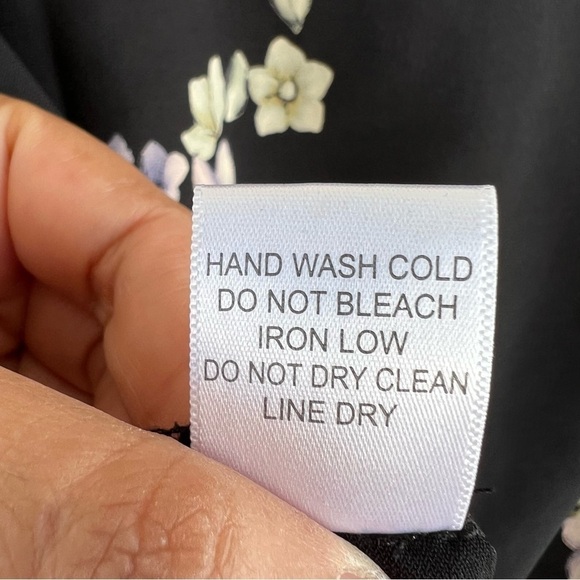 HAND WASH COLD
DO NOT BLEACH
IRON LOW
DO NOT DRY CLEAN
LINE DRY